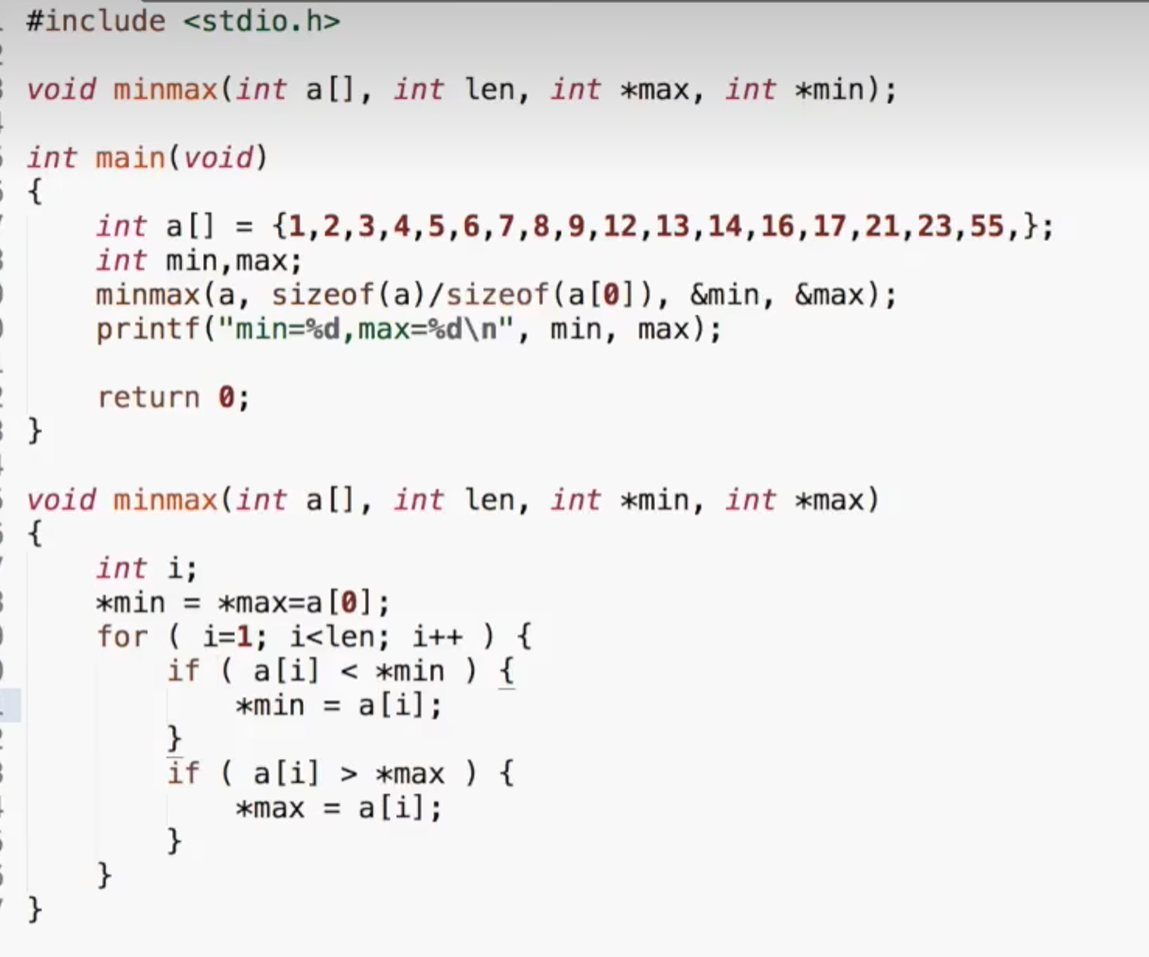 #include <stdio.h>
void minmax(int a[], int len, int *max, int *min);
int main(void)
{
    int a[] = {1,2,3,4,5,6,7,8,9,12,13,14,16,17,21,23,55,};
    int min,max;
    minmax(a, sizeof(a)/sizeof(a[0]), &min, &max);
    printf("min=%d,max=%d\n", min, max);
    return 0;
}
void minmax(int a[], int len, int *min, int *max)
{
    int i;
    *min = *max=a[0];
    for ( i=1; i<len; i++ ) {
        if ( a[i] < *min ) {
            *min = a[i];
        }
        if ( a[i] > *max ) {
            *max = a[i];
        }
    }
}